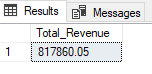 Results Messages
Total_Revenue
1 817860.05